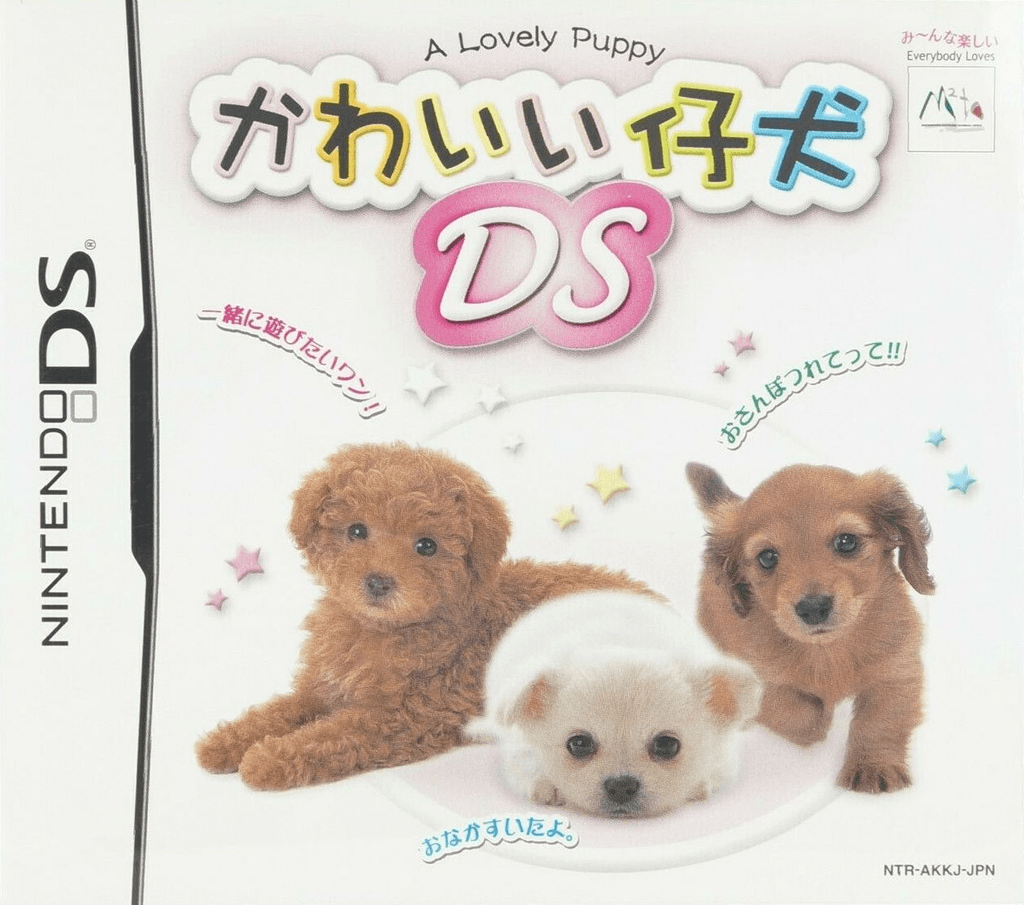 A Lovely Puppy
かわいい仔犬
DS
み〜んな楽しい
Everybody Loves
NINTENDO DS®
一緒に遊びたいワン!
おさんぽつれてって!!
おなかすいたよ。
NTR-AKKJ-JPN